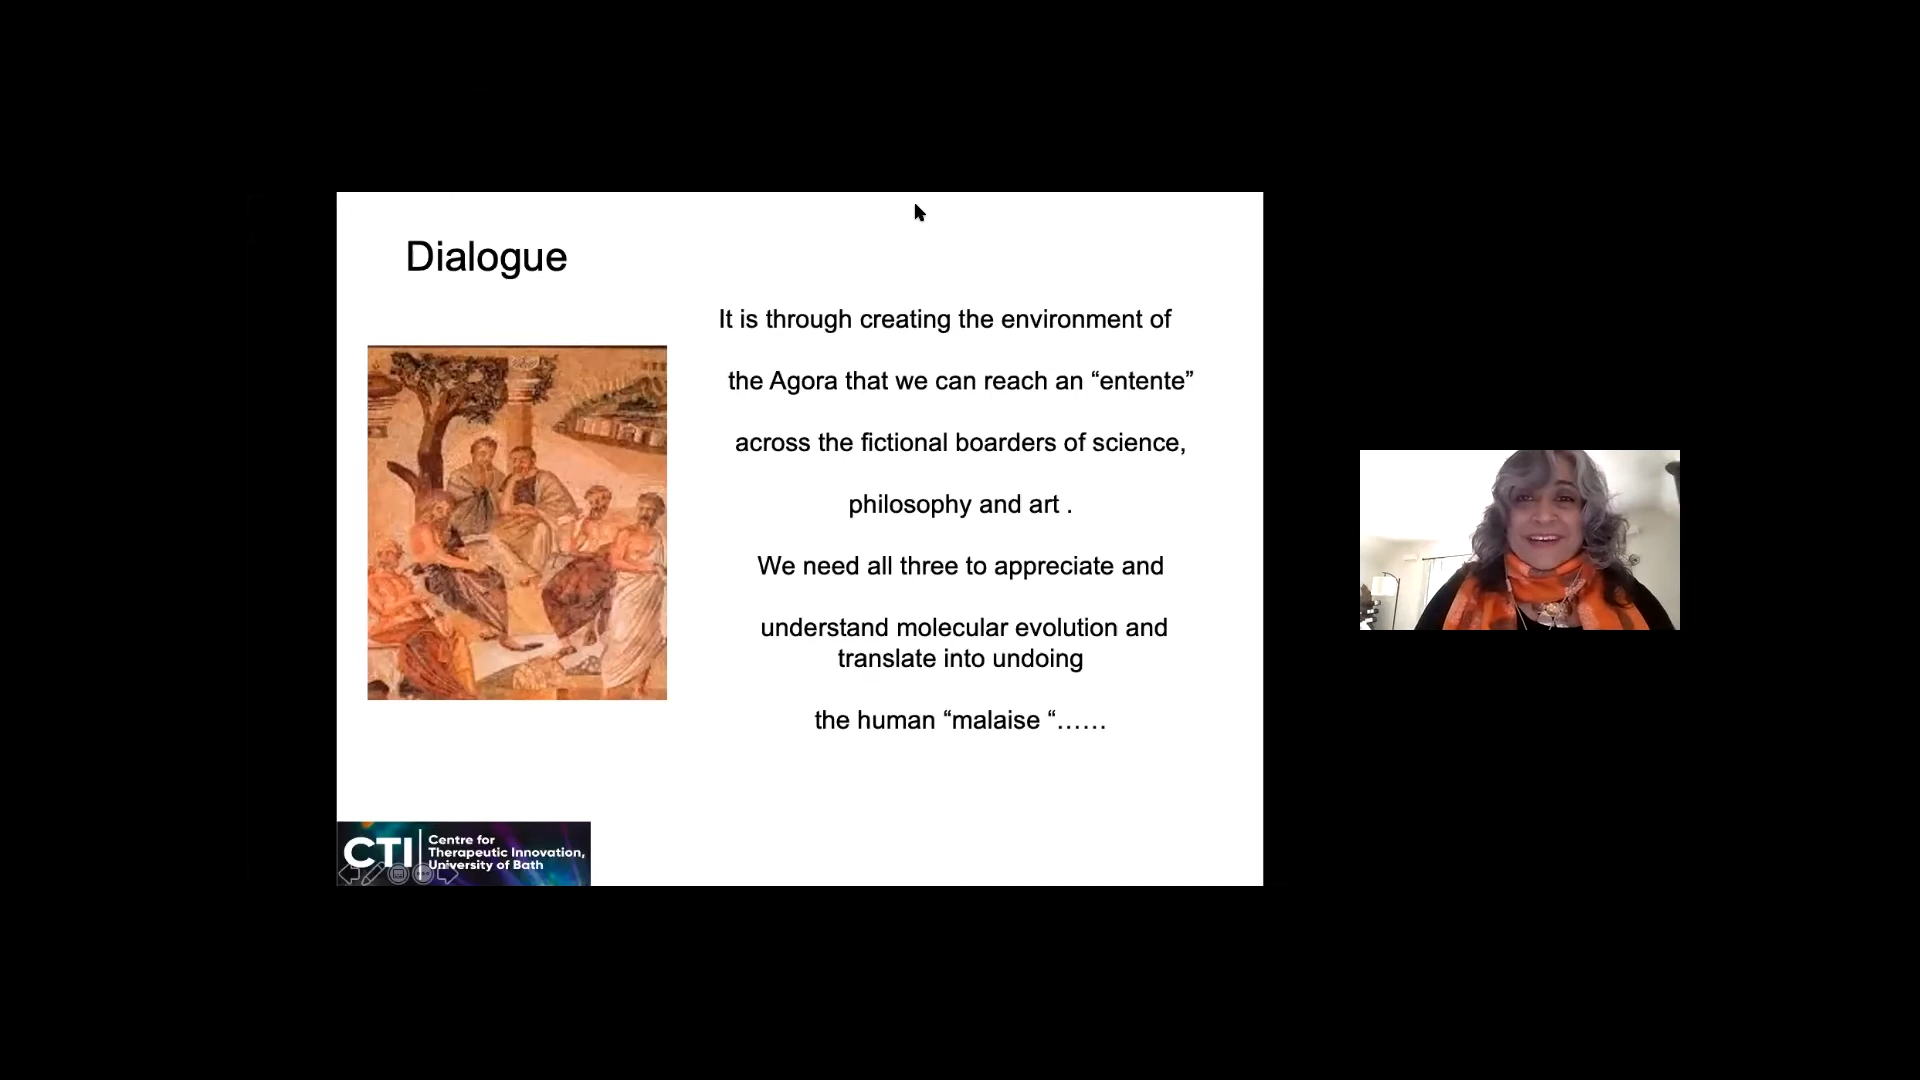 Dialogue
It is through creating the environment of
the Agora that we can reach an “entente”
across the fictional boarders of science,
philosophy and art .
We need all three to appreciate and
understand molecular evolution and
translate into undoing
the human “malaise “......
CTI
Centre for
Therapeutic Innovation,
University of Bath